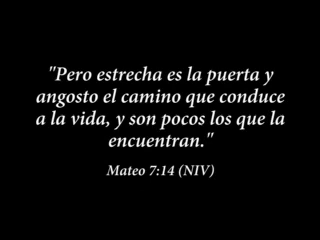 "Pero estrecha es la puerta y
angosto el camino que conduce
a la vida, y son pocos los que la
encuentran."
Mateo 7:14 (NIV)